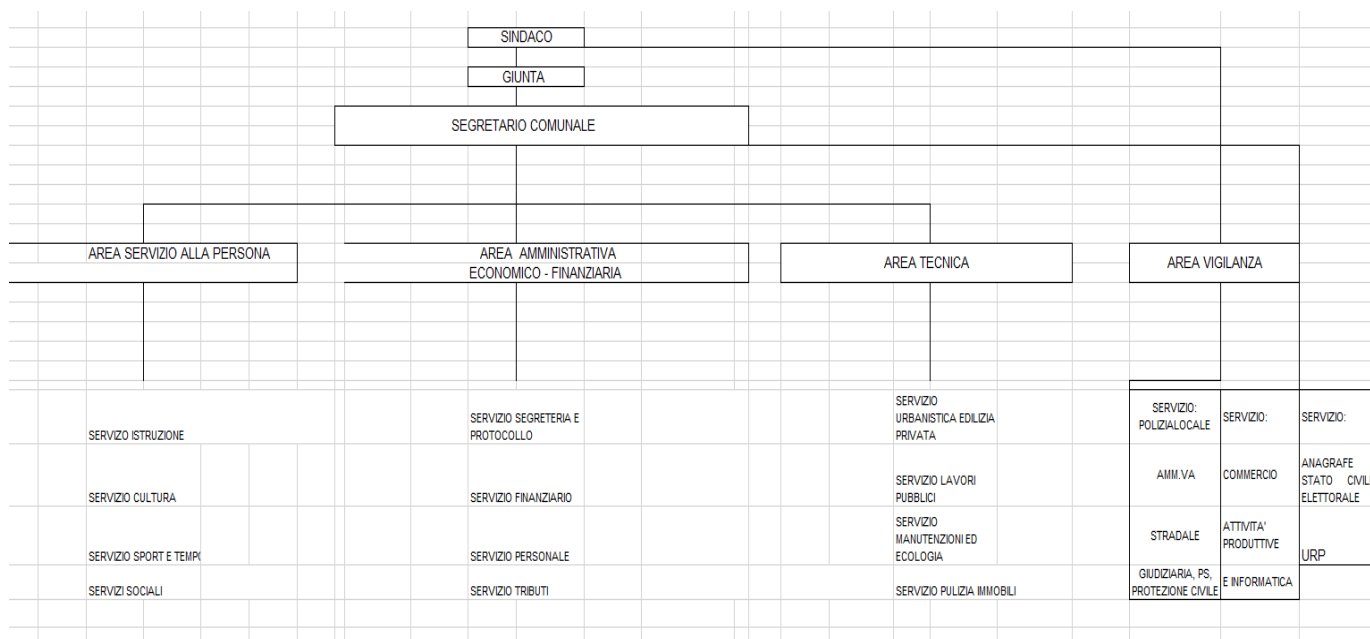 SINDACO
GIUNTA
SEGRETARIO COMUNALE
AREA SERVIZIO ALLA PERSONA
AREA AMMINISTRATIVA
ECONOMICO - FINANZIARIA
AREA TECNICA
AREA VIGILANZA
SERVIZO ISTRUZIONE
SERVIZIO SEGRETERIA E
PROTOCOLLO
SERVIZIO
URBANISTICA EDILIZIA
PRIVATA
SERVIZIO:
POLIZIALOCALE
SERVIZIO:
SERVIZIO:
SERVIZIO CULTURA
SERVIZIO FINANZIARIO
SERVIZIO LAVORI
PUBBLICI
AMM.VA
COMMERCIO
ANAGRAFE
STATO CIVIL
ELETTORALE
SERVIZIO SPORT E TEMP
SERVIZIO PERSONALE
SERVIZIO
MANUTENZIONI ED
ECOLOGIA
STRADALE
ATTIVITA'
PRODUTTIVE
URP
SERVIZI SOCIALI
SERVIZIO TRIBUTI
SERVIZIO PULIZIA IMMOBILI
GIUDIZIARIA, PS,
PROTEZIONE CIVILE
E INFORMATICA